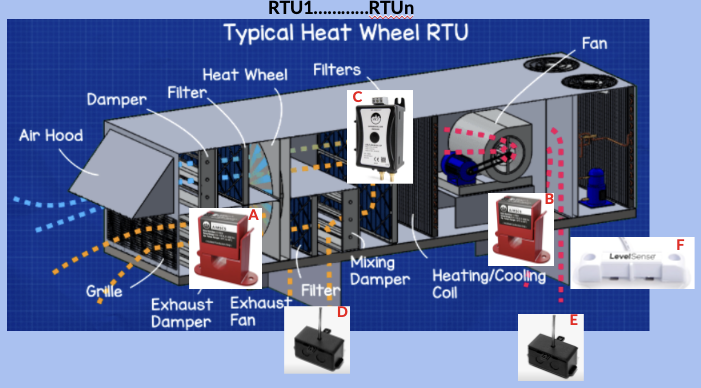 RTU1............RTUn
Typical Heat Wheel RTU
Fan
Heat Wheel
Filters
Filter
Damper
Air Hood
C
A
B
F
LevelSense
Mixing
Damper
Heating/Cooling
Coil
Grille
Filter
Exhaust
Damper
Exhaust
Fan
D
E